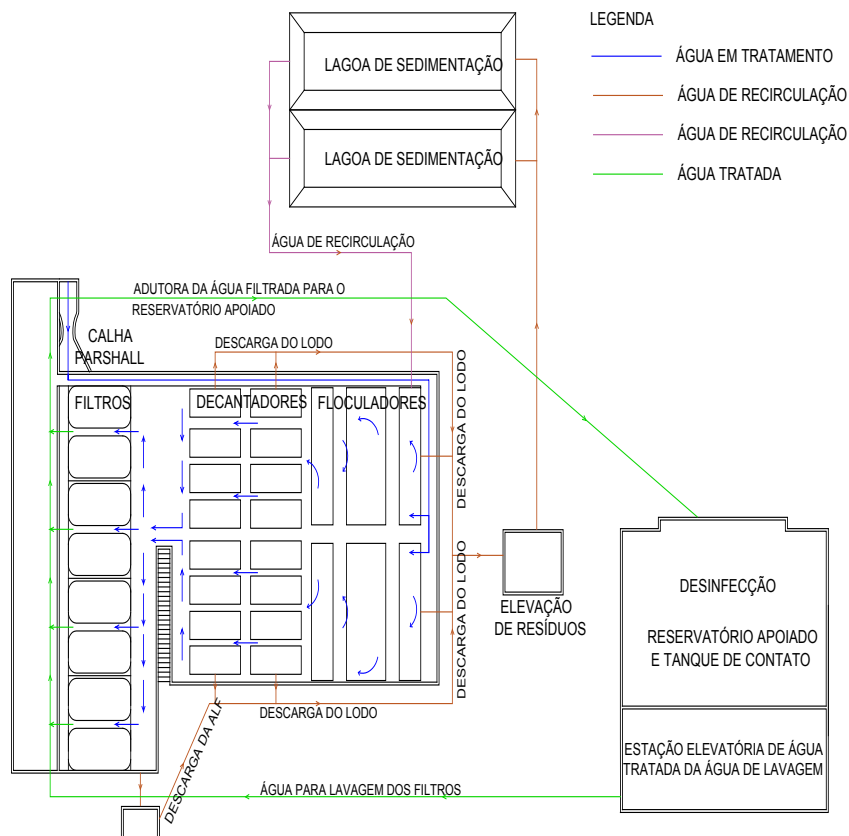 LEGENDA
ÁGUA EM TRATAMENTO
ÁGUA DE RECIRCULAÇÃO
ÁGUA DE RECIRCULAÇÃO
ÁGUA TRATADA
LAGOA DE SEDIMENTAÇÃO
LAGOA DE SEDIMENTAÇÃO
ÁGUA DE RECIRCULAÇÃO
ADUTORA DA ÁGUA FILTRADA PARA O
RESERVATÓRIO APOIADO
CALHA
PARSHALL
DESCARGA DO LODO
FILTROS
DECANTADORES
FLOCULADORES
DESCARGA DO LODO
DESCARGA DO LODO
ELEVAÇÃO
DE RESÍDUOS
DESINFECÇÃO
RESERVATÓRIO APOIADO
E TANQUE DE CONTATO
ESTAÇÃO ELEVATÓRIA DE ÁGUA
TRATADA DA ÁGUA DE LAVAGEM
DESCARGA DO LODO
DESCARGA DA ALF
ÁGUA PARA LAVAGEM DOS FILTROS